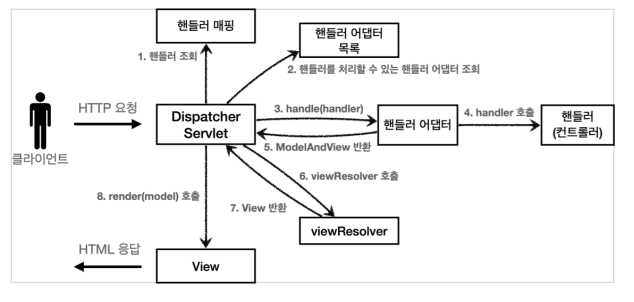 핸들러 매핑
1. 핸들러 조회
핸들러 어댑터
목록
2. 핸들러를 처리할 수 있는 핸들러 어댑터 조회
HTTP 요청
클라이언트
Dispatcher
Servlet
3. handle(handler)
핸들러 어댑터
4. handler 호출
핸들러
(컨트롤러)
5. ModelAndView 반환
6. viewResolver 호출
7. View 반환
8. render(model) 호출
viewResolver
HTML 응답
View